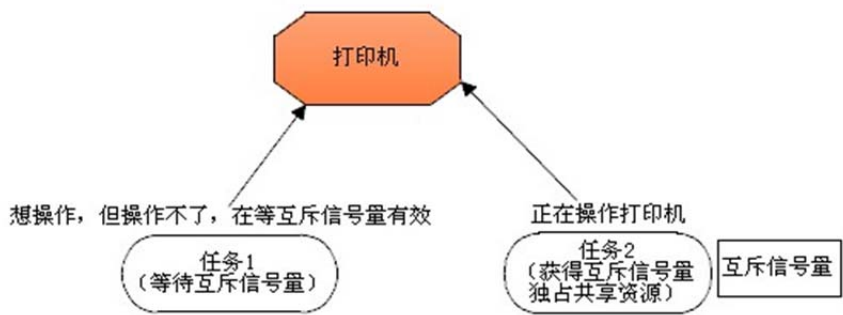 打印机
想操作，但操作不了，在等互斥信号量有效
正在操作打印机
任务1
（等待互斥信号量）
任务2
（获得互斥信号量
独占共享资源）
互斥信号量